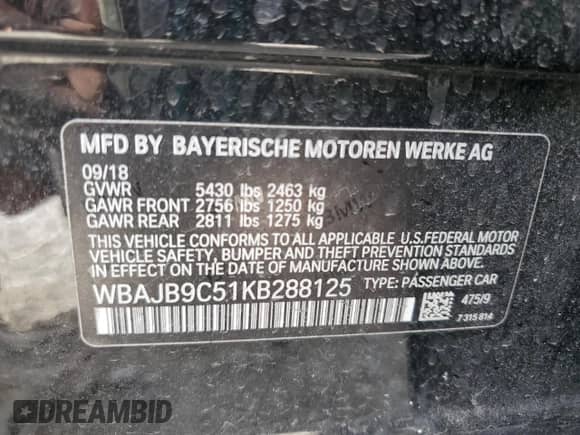 MFD BY BAYERISCHE MOTOREN WERKE AG
09/18
GVWR 5430 lbs 2463 kg
GAWR FRONT 2756 lbs 1250 kg
GAWR REAR 2811 lbs 1275 kg
THIS VEHICLE CONFORMS TO ALL APPLICABLE U.S.FEDERAL MOTOR
VEHICLE SAFETY, BUMPER AND THEFT PREVENTION STANDARDS
IN EFFECT ON THE DATE OF MANUFACTURE SHOWN ABOVE.
WBAJB9C51KB288125 TYPE: PASSENGER CAR
475/9
7 315 814
DREAMBID